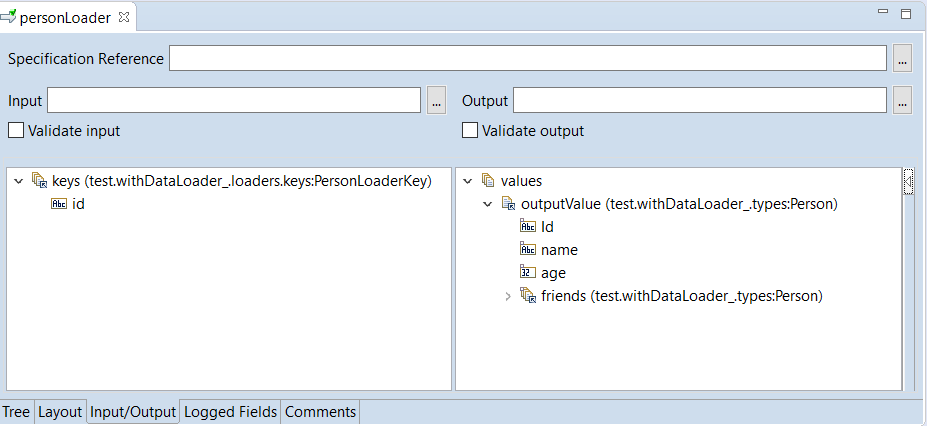 personLoader
Specification Reference ...
Input ... Output ...
Validate input Validate output
keys (test.withDataLoader_.loaders.keys:PersonLoaderKey)
Abc id
values
outputValue (test.withDataLoader_.types:Person)
Abc Id
Abc name
32 age
friends (test.withDataLoader_.types:Person)
Tree Layout Input/Output Logged Fields Comments